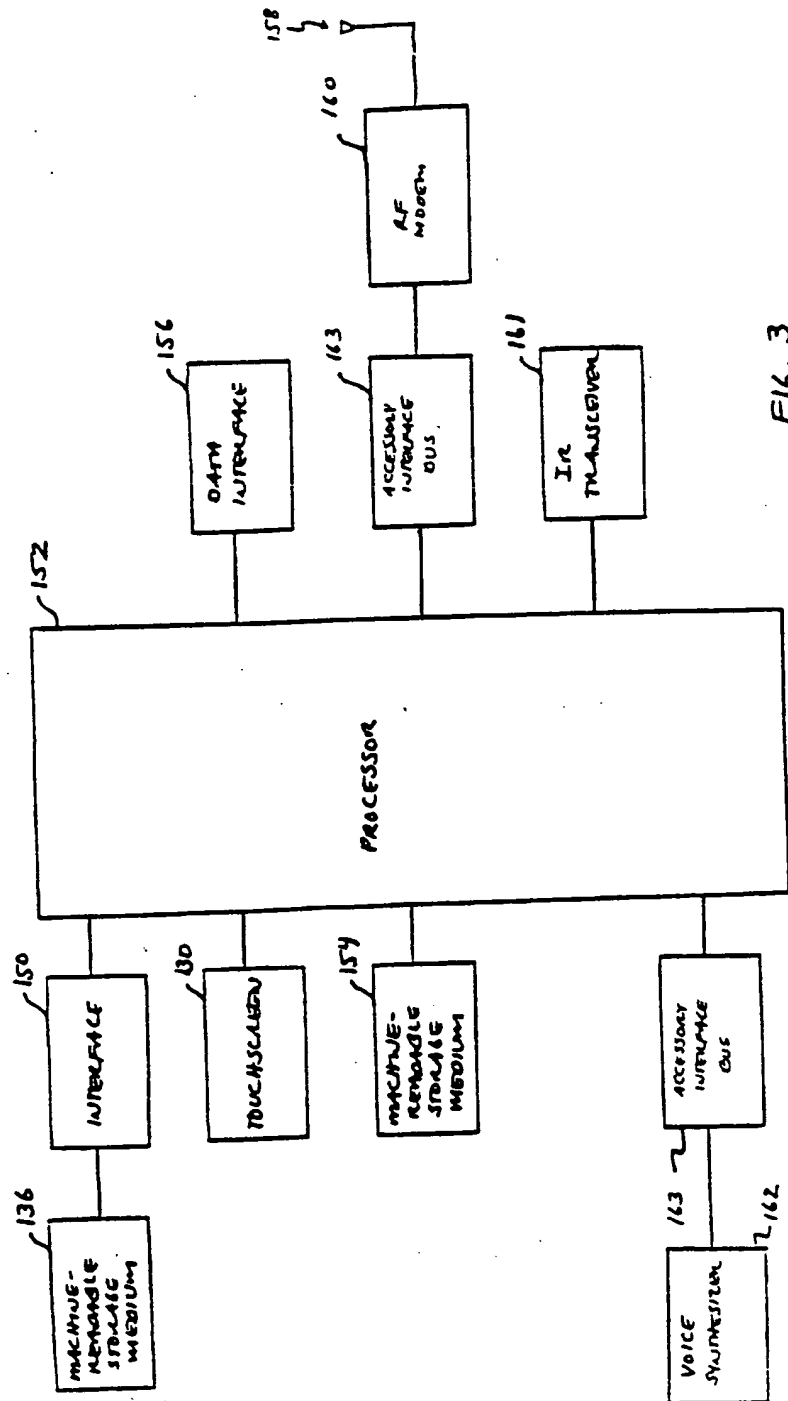 136
MACHINE-
READABLE
STORAGE
MEDIUM
150
INTERFACE
130
TOUCHSCREEN
154
MACHINE-
READABLE
STORAGE
MEDIUM
VOICE
SYNTHESIZER
162
163
ACCESSORY
INTERFACE
BUS
PROCESSOR
152
DATA
INTERFACE
156
ACCESSORY
INTERFACE
BUS
163
RF
MODEM
160
158
IR
TRANSCEIVER
161
FIG. 3